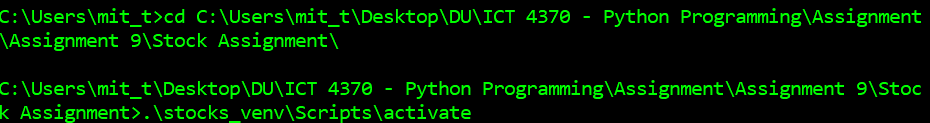 C:\Users\mit_t>cd C:\Users\mit_t\Desktop\DU\ICT 4370 - Python Programming\Assignment
\Assignment 9\Stock Assignment\
C:\Users\mit_t\Desktop\DU\ICT 4370 - Python Programming\Assignment\Assignment 9\Stoc
k Assignment>.\stocks_venv\Scripts\activate